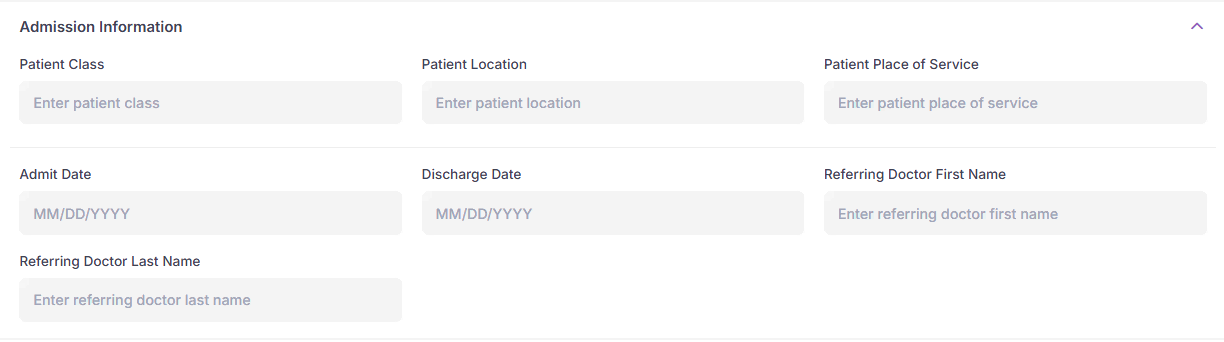 Admission Information
Patient Class Patient Location Patient Place of Service
Enter patient class Enter patient location Enter patient place of service
Admit Date Discharge Date Referring Doctor First Name
MM/DD/YYYY MM/DD/YYYY Enter referring doctor first name
Referring Doctor Last Name
Enter referring doctor last name